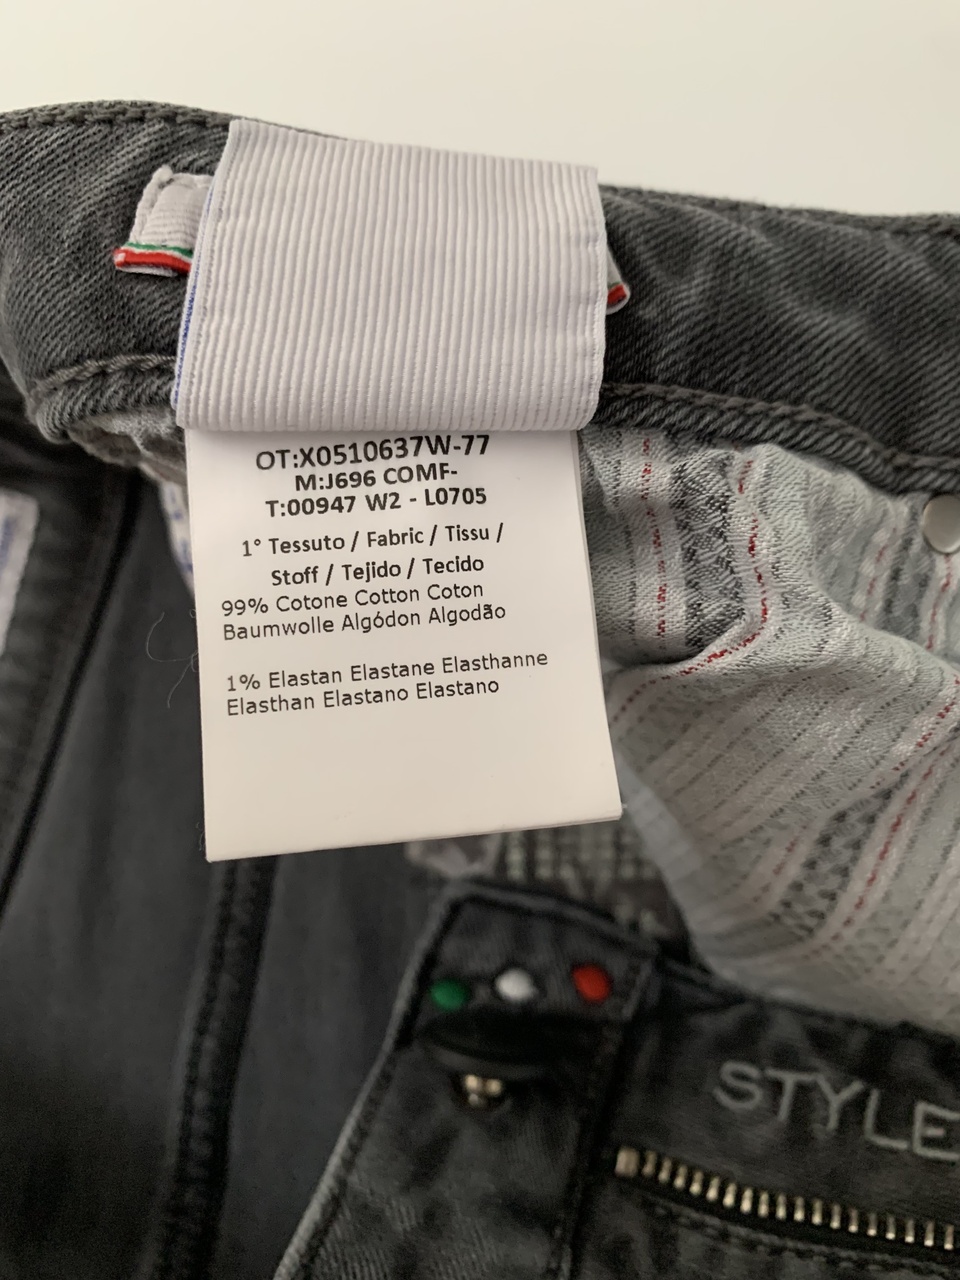 OT:X0510637W-77
M:J696 COMF-
T:00947 W2 - L0705
1° Tessuto / Fabric / Tissu /
Stoff / Tejido / Tecido
99% Cotone Cotton Coton
Baumwolle Algódon Algodão
1% Elastan Elastane Elasthanne
Elasthan Elastano Elastano
STYLE